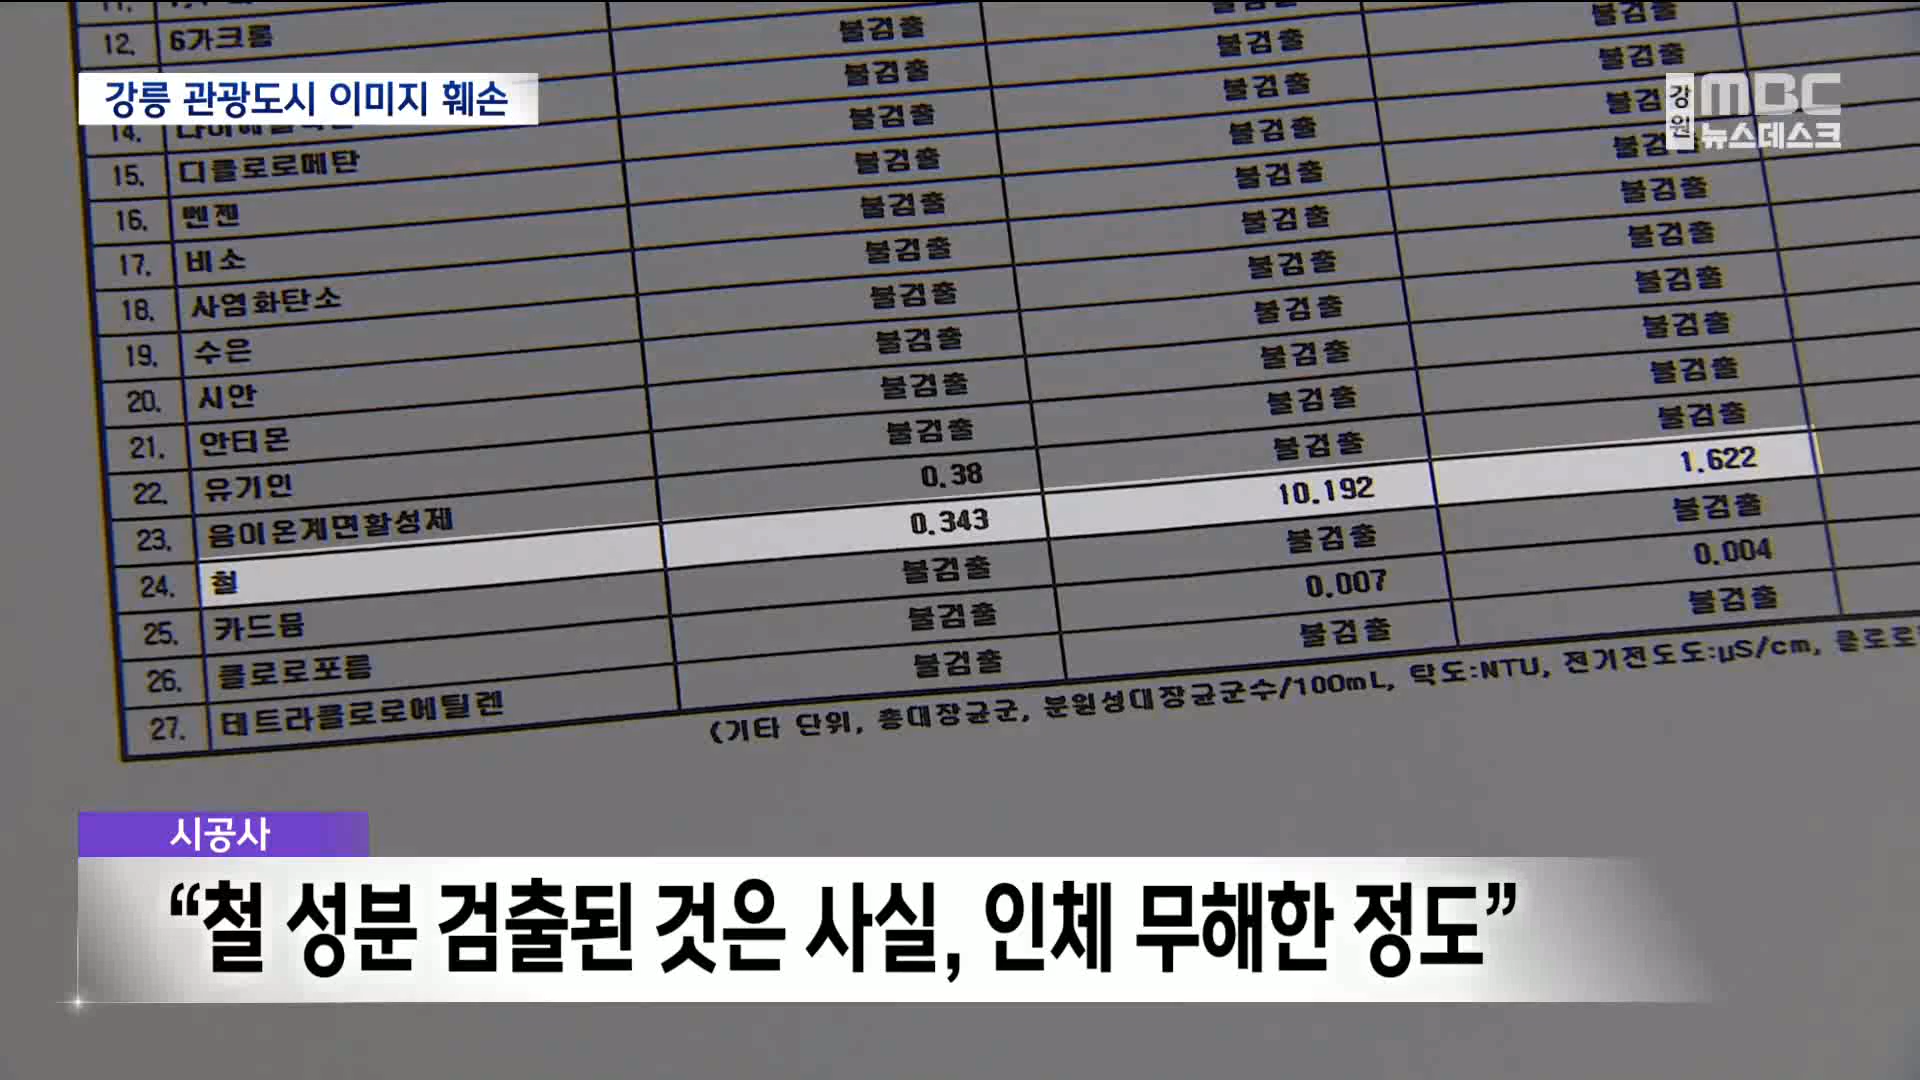 12. 6가크롬
불검출
강릉 관광도시 이미지 훼손
14. 불검출 불검출 불검출
15. 디클로로메탄 불검출 불검출 불검출
16. 벤젠 불검출 불검출
17. 비소 불검출 불검출
18. 사염화탄소 불검출 불검출 불검출
19. 수은 불검출 불검출 불검출
20. 시안 불검출 불검출 불검출
21. 안티몬 불검출 불검출 불검출
22. 유기인 불검출 불검출 불검출
23. 음이온계면활성제 0.38 불검출 불검출
24. 철 0.343 10.192 1.622
25. 카드뮴 불검출 불검출 불검출
26. 클로로포름 불검출 0.007 0.004
27. 테트라클로로에틸렌 불검출 불검출 불검출
(기타 단위, 총대장균군, 분원성대장균군수/100mL, 탁도:NTU, 전기전도도:μS/cm, 클로로
강원 MBC
뉴스데스크
시공사
“철 성분 검출된 것은 사실, 인체 무해한 정도”